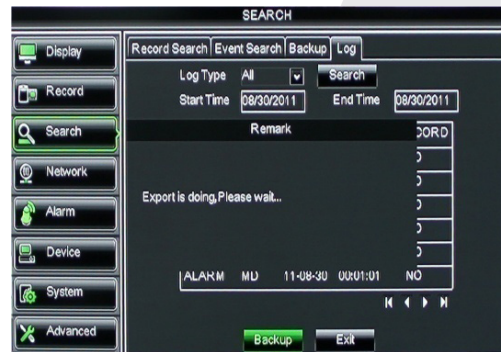 SEARCH
Display
Record
Search
Network
Alarm
Device
System
Advanced
Record Search Event Search Backup Log
Log Type All Search
Start Time 08/30/2011 End Time 08/30/2011
Remark
Export is doing,Please wait...
ALARM MD 11-08-30 00:01:01 NO
Backup Exit